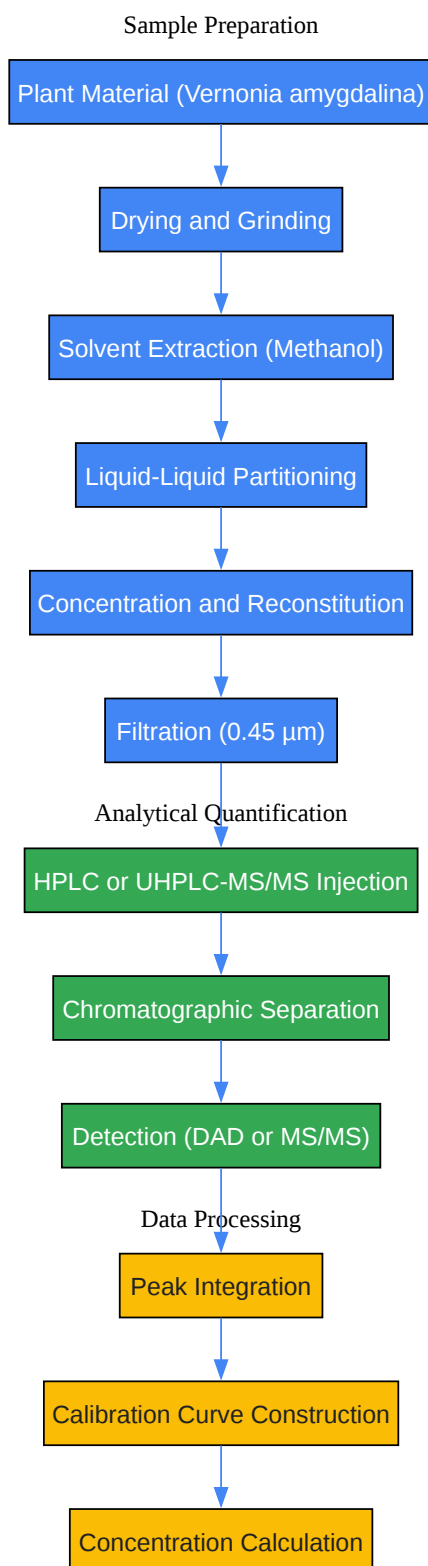 Sample Preparation
Plant Material (Vernonia amygdalina)
Drying and Grinding
Solvent Extraction (Methanol)
Liquid-Liquid Partitioning
Concentration and Reconstitution
Filtration (0.45 µm)
Analytical Quantification
HPLC or UHPLC-MS/MS Injection
Chromatographic Separation
Detection (DAD or MS/MS)
Data Processing
Peak Integration
Calibration Curve Construction
Concentration Calculation